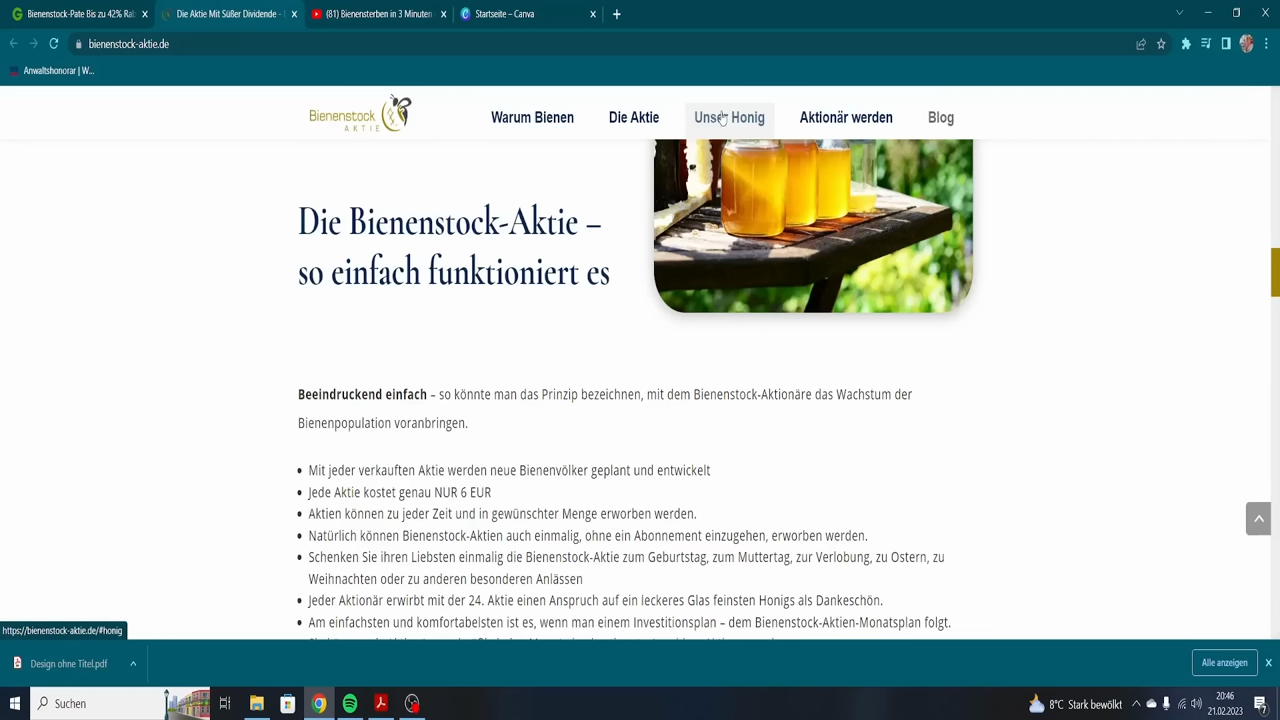 Bienenstock Bis zu 42% Rab
Die Aktie Mit Süßer Dividende -
(81) Bienensterben in 3 Minuten
Startseite – Canva
bienenstock-aktie.de
Anwaltshonorar | W...
Bienenstock
AKTIE
Warum Bienen
Die Aktie
Unser Honig
Aktionär werden
Blog
Die Bienenstock-Aktie –
so einfach funktioniert es
Beeindruckend einfach – so könnte man das Prinzip bezeichnen, mit dem Bienenstock-Aktionäre das Wachstum der
Bienenpopulation voranbringen.
• Mit jeder verkauften Aktie werden neue Bienenvölker geplant und entwickelt
• Jede Aktie kostet genau NUR 6 EUR
• Aktien können zu jeder Zeit und in gewünschter Menge erworben werden.
• Natürlich können Bienenstock-Aktien auch einmalig, ohne ein Abonnement einzugehen, erworben werden.
• Schenken Sie ihren Liebsten einmalig die Bienenstock-Aktie zum Geburtstag, zum Muttertag, zur Verlobung, zu Ostern, zu
Weihnachten oder zu anderen besonderen Anlässen
• Jeder Aktionär erwirbt mit der 24. Aktie einen Anspruch auf ein leckeres Glas feinsten Honigs als Dankeschön.
• Am einfachsten und komfortabelsten ist es, wenn man einem Investitionsplan – dem Bienenstock-Aktien-Monatsplan folgt.
https://bienenstock-aktie.de/#honig
Design ohne Titel.pdf
Alle anzeigen
Suchen
8°C Stark bewölkt
20:46
21.02.2023